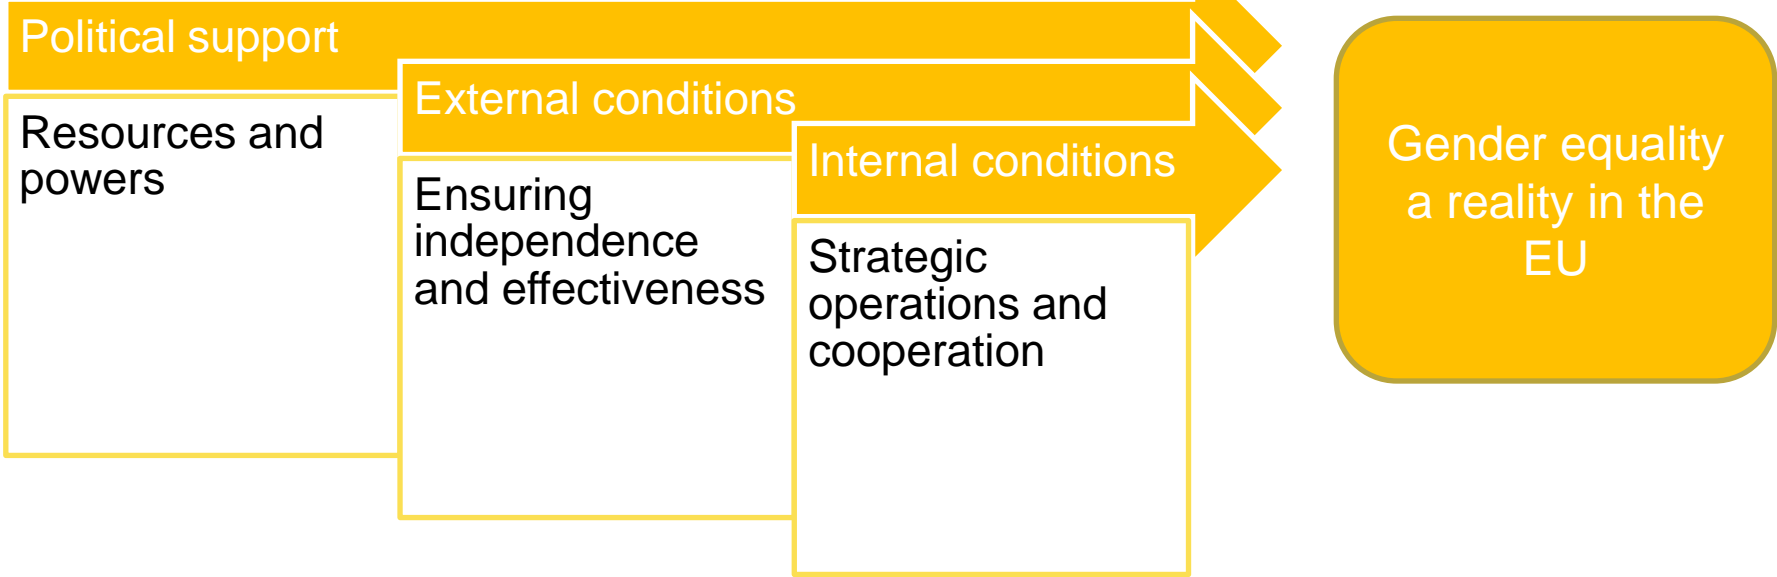 Political support
Resources and
powers
External conditions
Ensuring
independence
and effectiveness
Internal conditions
Strategic
operations and
cooperation
Gender equality
a reality in the
EU